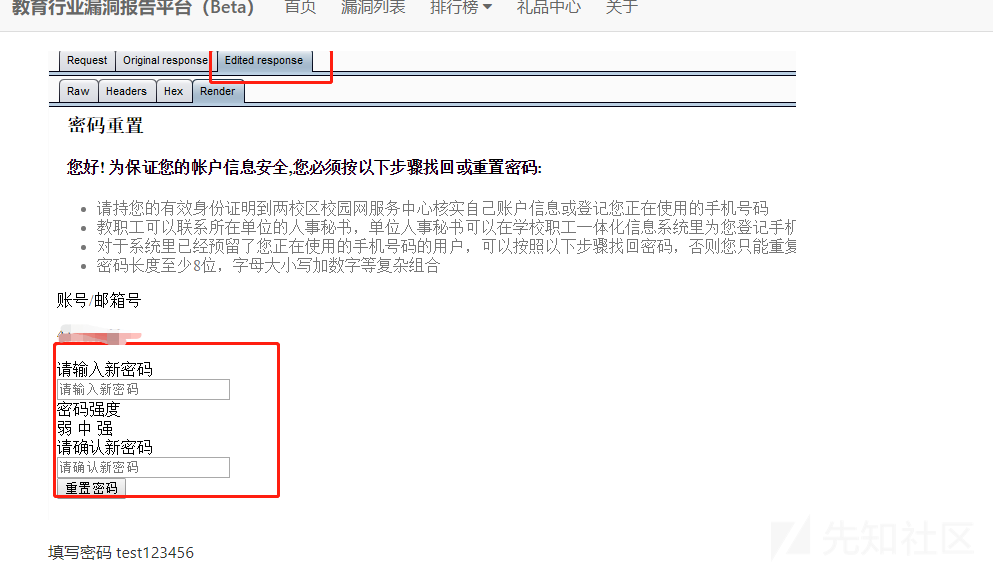 教育行业漏洞报告平台（Beta） 首页 漏洞列表 排行榜 礼品中心 关于
Request Original response Edited response
Raw Headers Hex Render
密码重置
您好! 为保证您的帐户信息安全,您必须按以下步骤找回或重置密码:
请持您的有效身份证明到两校区校园网服务中心核实自己账户信息或登记您正在使用的手机号码
教职工可以联系所在单位的人事秘书，单位人事秘书可以在学校职工一体化信息系统里为您登记手机
对于系统里已经预留了您正在使用的手机号码的用户，可以按照以下步骤找回密码，否则您只能重复
密码长度至少8位，字母大小写加数字等复杂组合
账号/邮箱号
请输入新密码
请输入新密码
密码强度
弱 中 强
请确认新密码
请确认新密码
重置密码
填写密码 test123456
先知社区